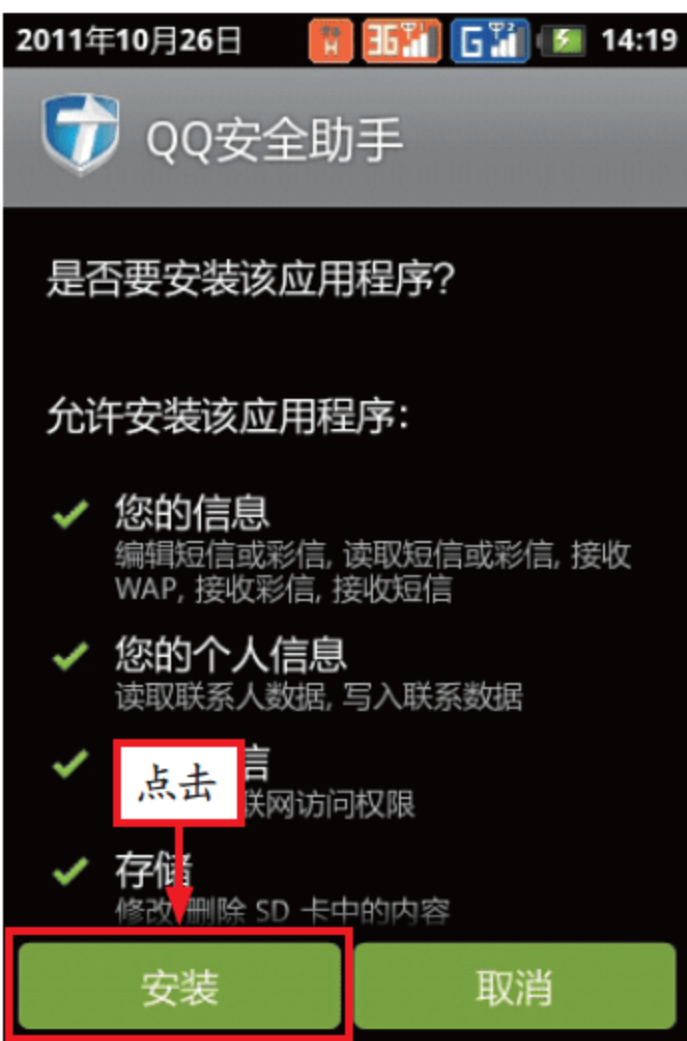 2011年10月26日 3G 1 G 2 14:19
QQ安全助手
是否要安装该应用程序?
允许安装该应用程序:
您的信息
编辑短信或彩信, 读取短信或彩信, 接收
WAP, 接收彩信, 接收短信
您的个人信息
读取联系人数据, 写入联系数据
信
点击
联网访问权限
存储
修改/删除 SD 卡中的内容
安装
取消